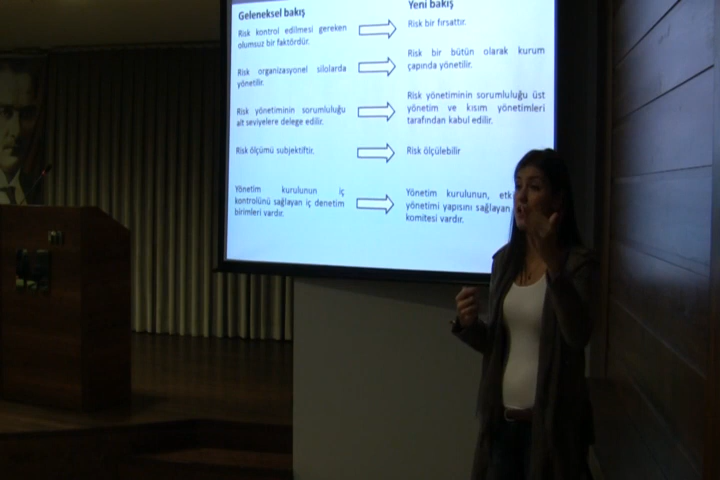 Geleneksel bakış
Yeni bakış
Risk kontrol edilmesi gereken
olumsuz bir faktördür.
Risk bir fırsattır.
Risk organizasyonel silolarda
yönetilir.
Risk bir bütün olarak kurum
çapında yönetilir.
Risk yönetiminin sorumluluğu
alt seviyelere delege edilir.
Risk yönetiminin sorumluluğu üst
yönetim ve kısım yönetimleri
tarafından kabul edilir.
Risk ölçümü subjektiftir.
Risk ölçülebilir
Yönetim kurulunun iç
kontrolünü sağlayan iç denetim
birimleri vardır.
Yönetim kurulunun,
yönetimi yapısını sağlayan
komitesi vardır.